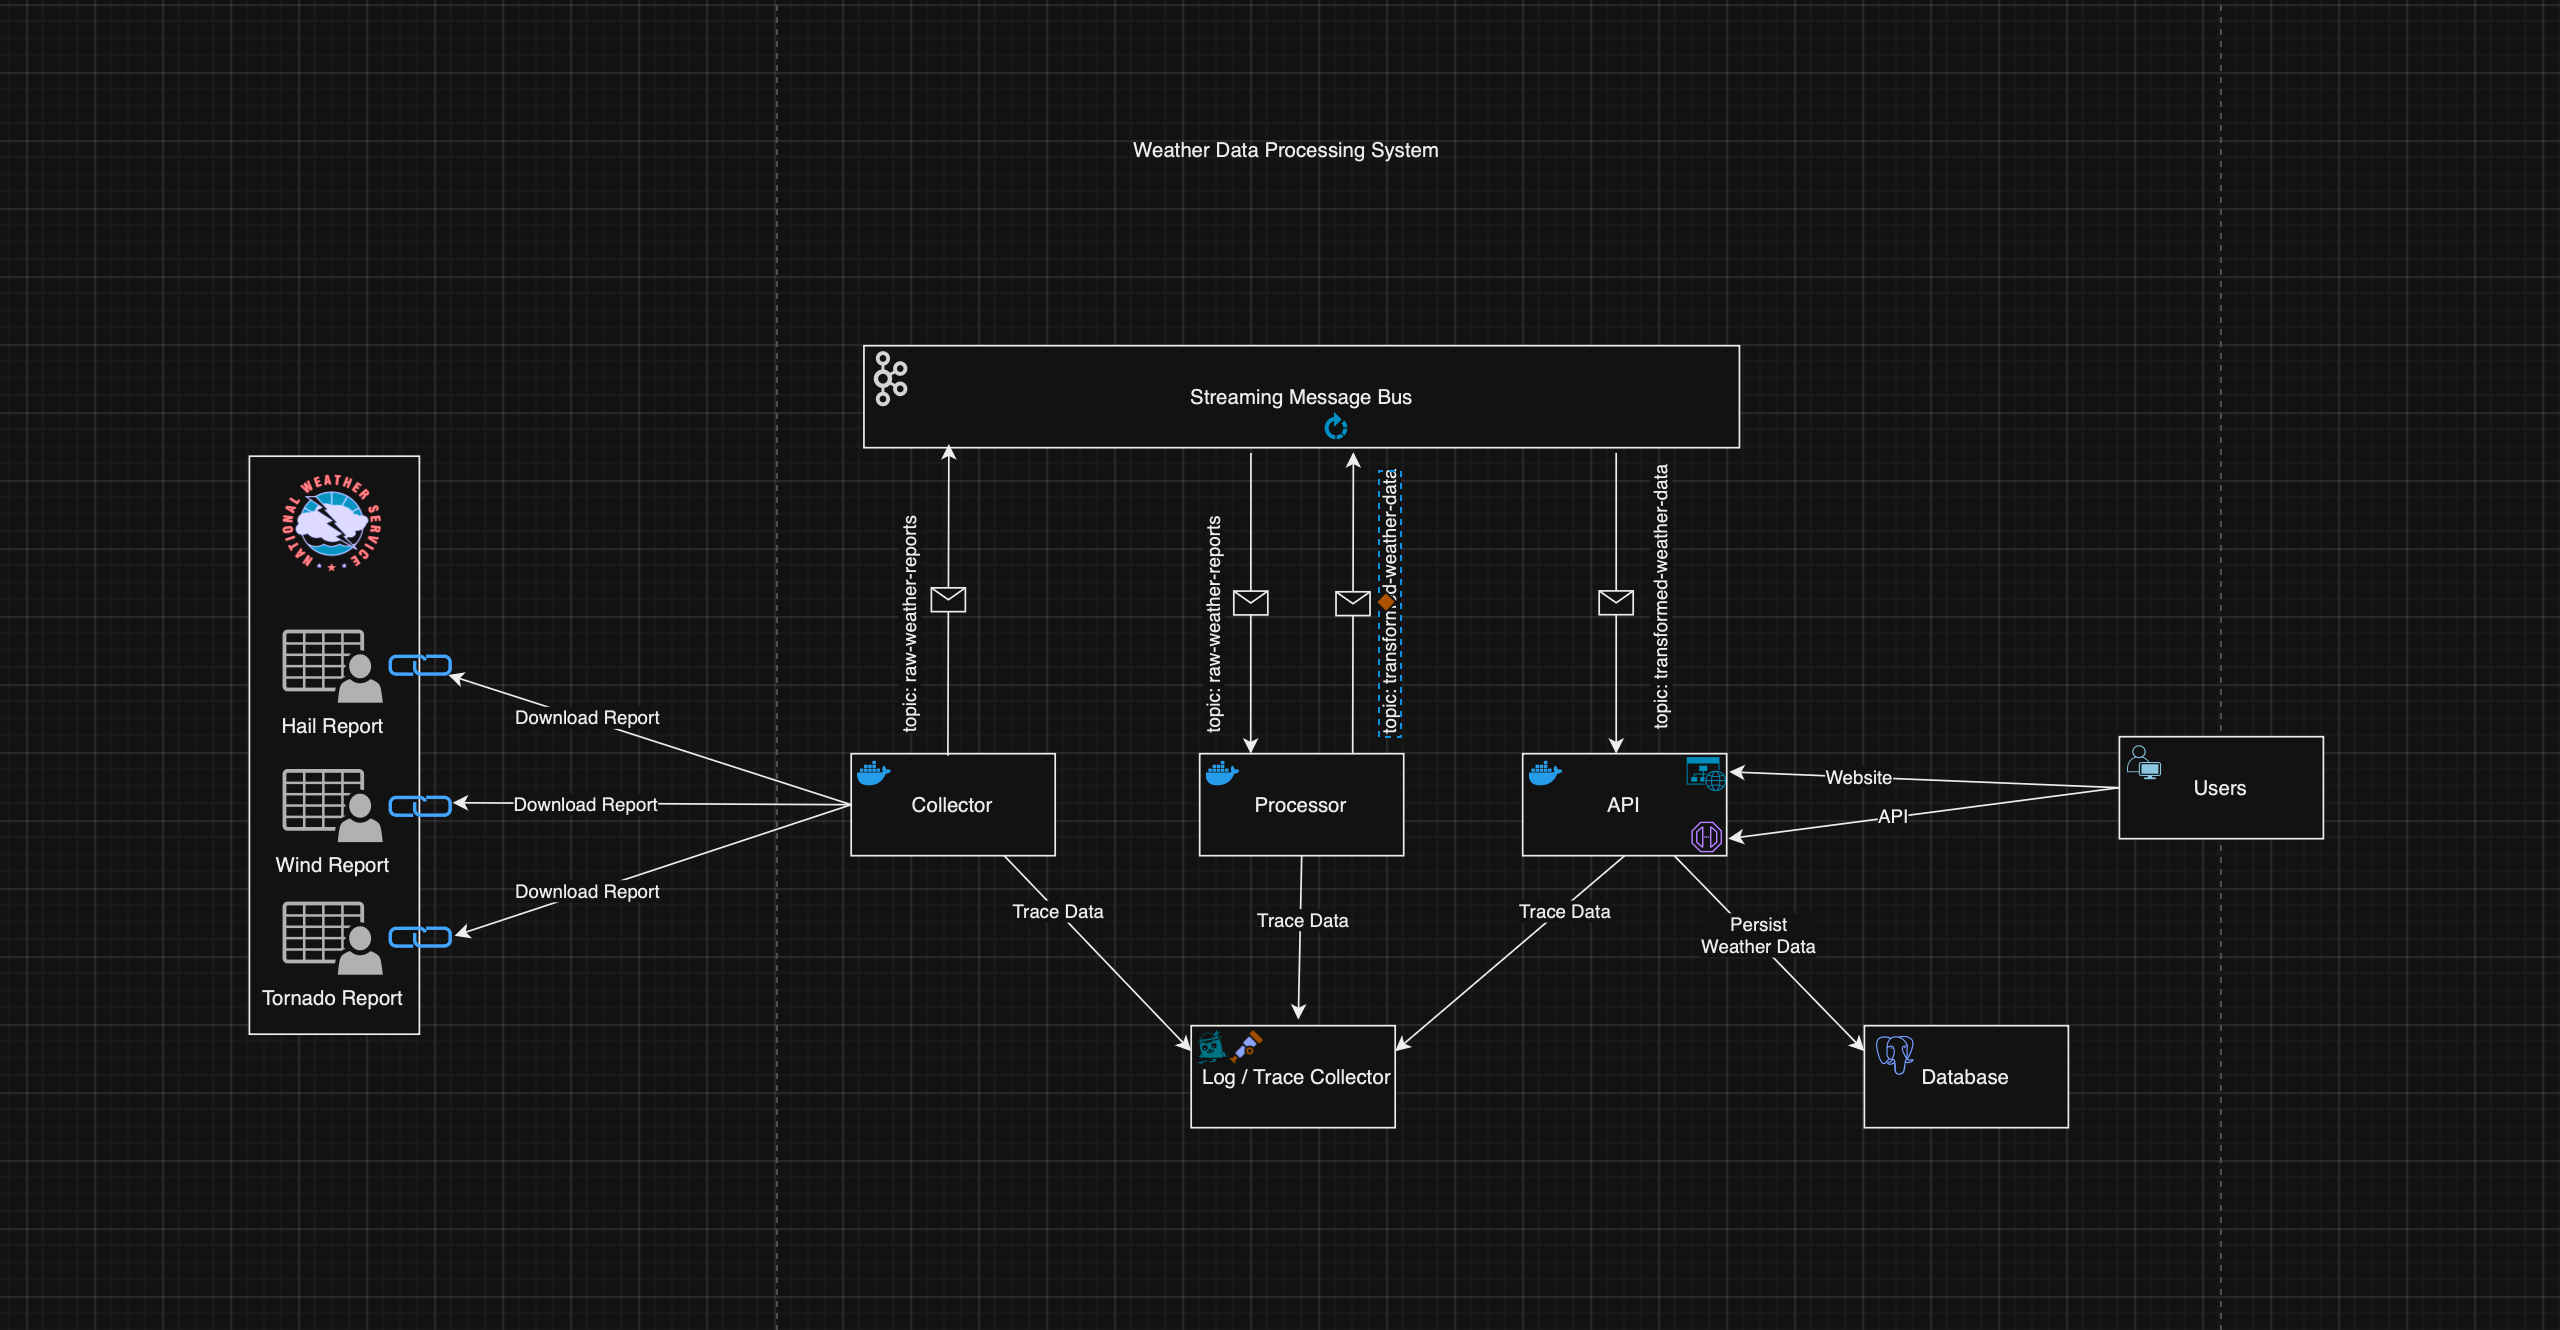 Weather Data Processing System
Streaming Message Bus
NATIONAL WEATHER SERVICE
Hail Report
Wind Report
Tornado Report
Download Report
Download Report
Download Report
topic: raw-weather-reports
topic: raw-weather-reports
topic: transformed-weather-data
topic: transformed-weather-data
Collector
Processor
API
Website
API
Users
Trace Data
Trace Data
Trace Data
Persist
Weather Data
Log / Trace Collector
Database